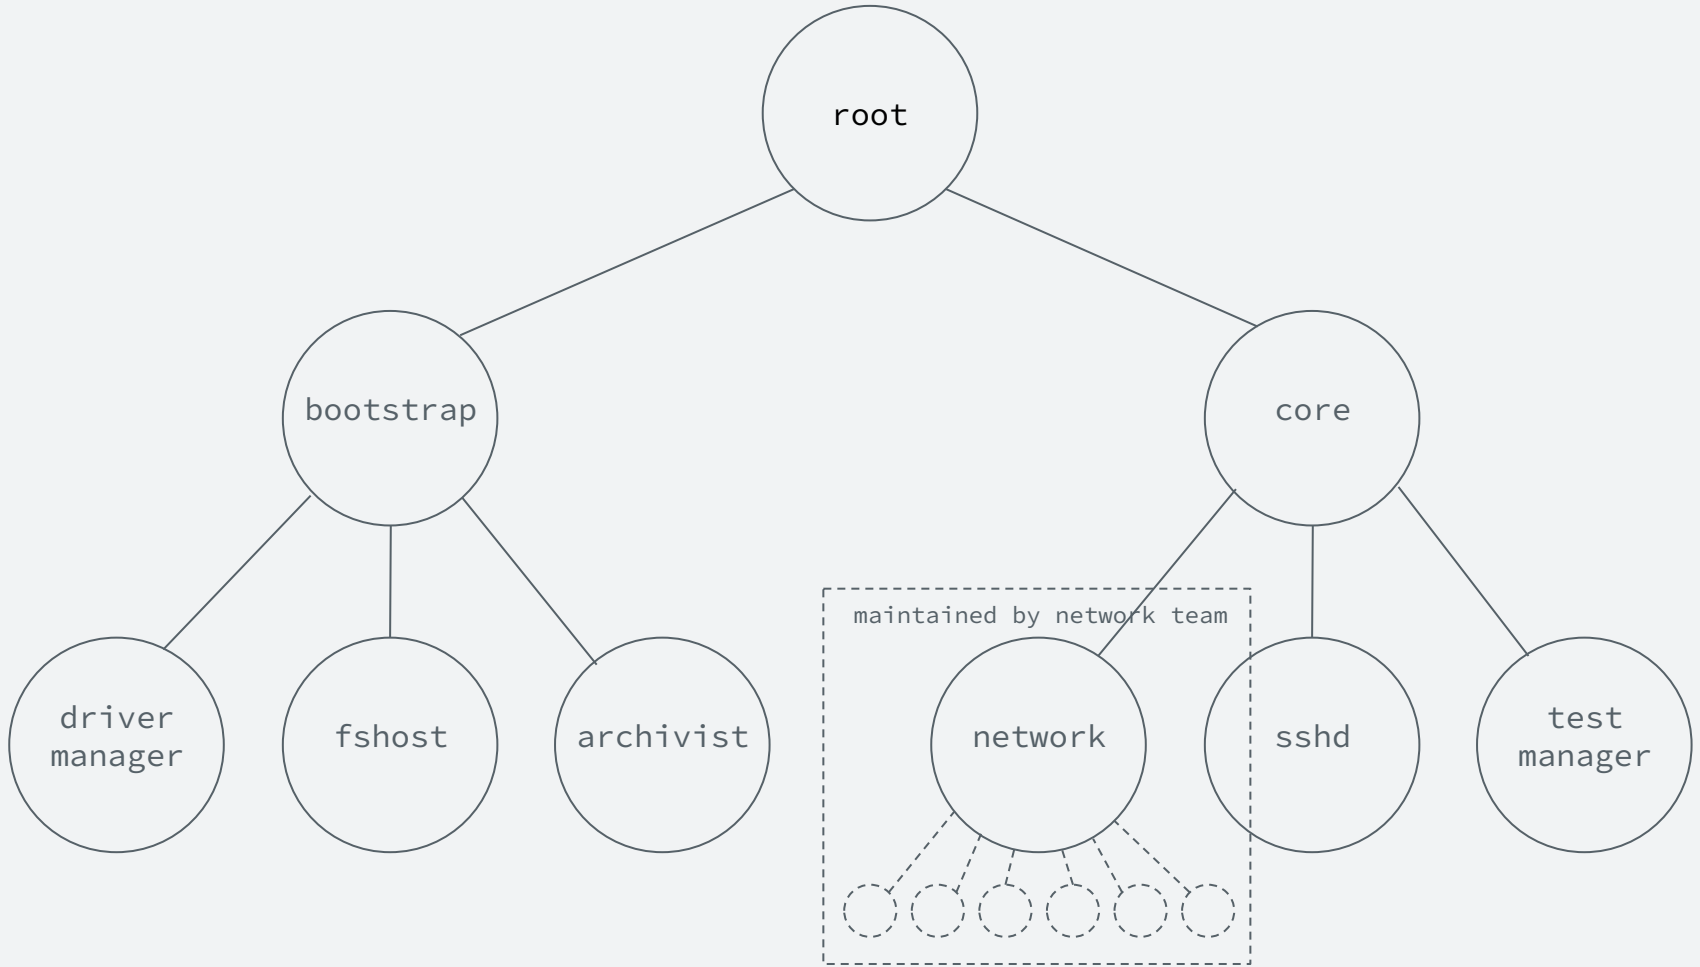 root
bootstrap
core
maintained by network team
driver
manager
fshost
archivist
network
sshd
test
manager